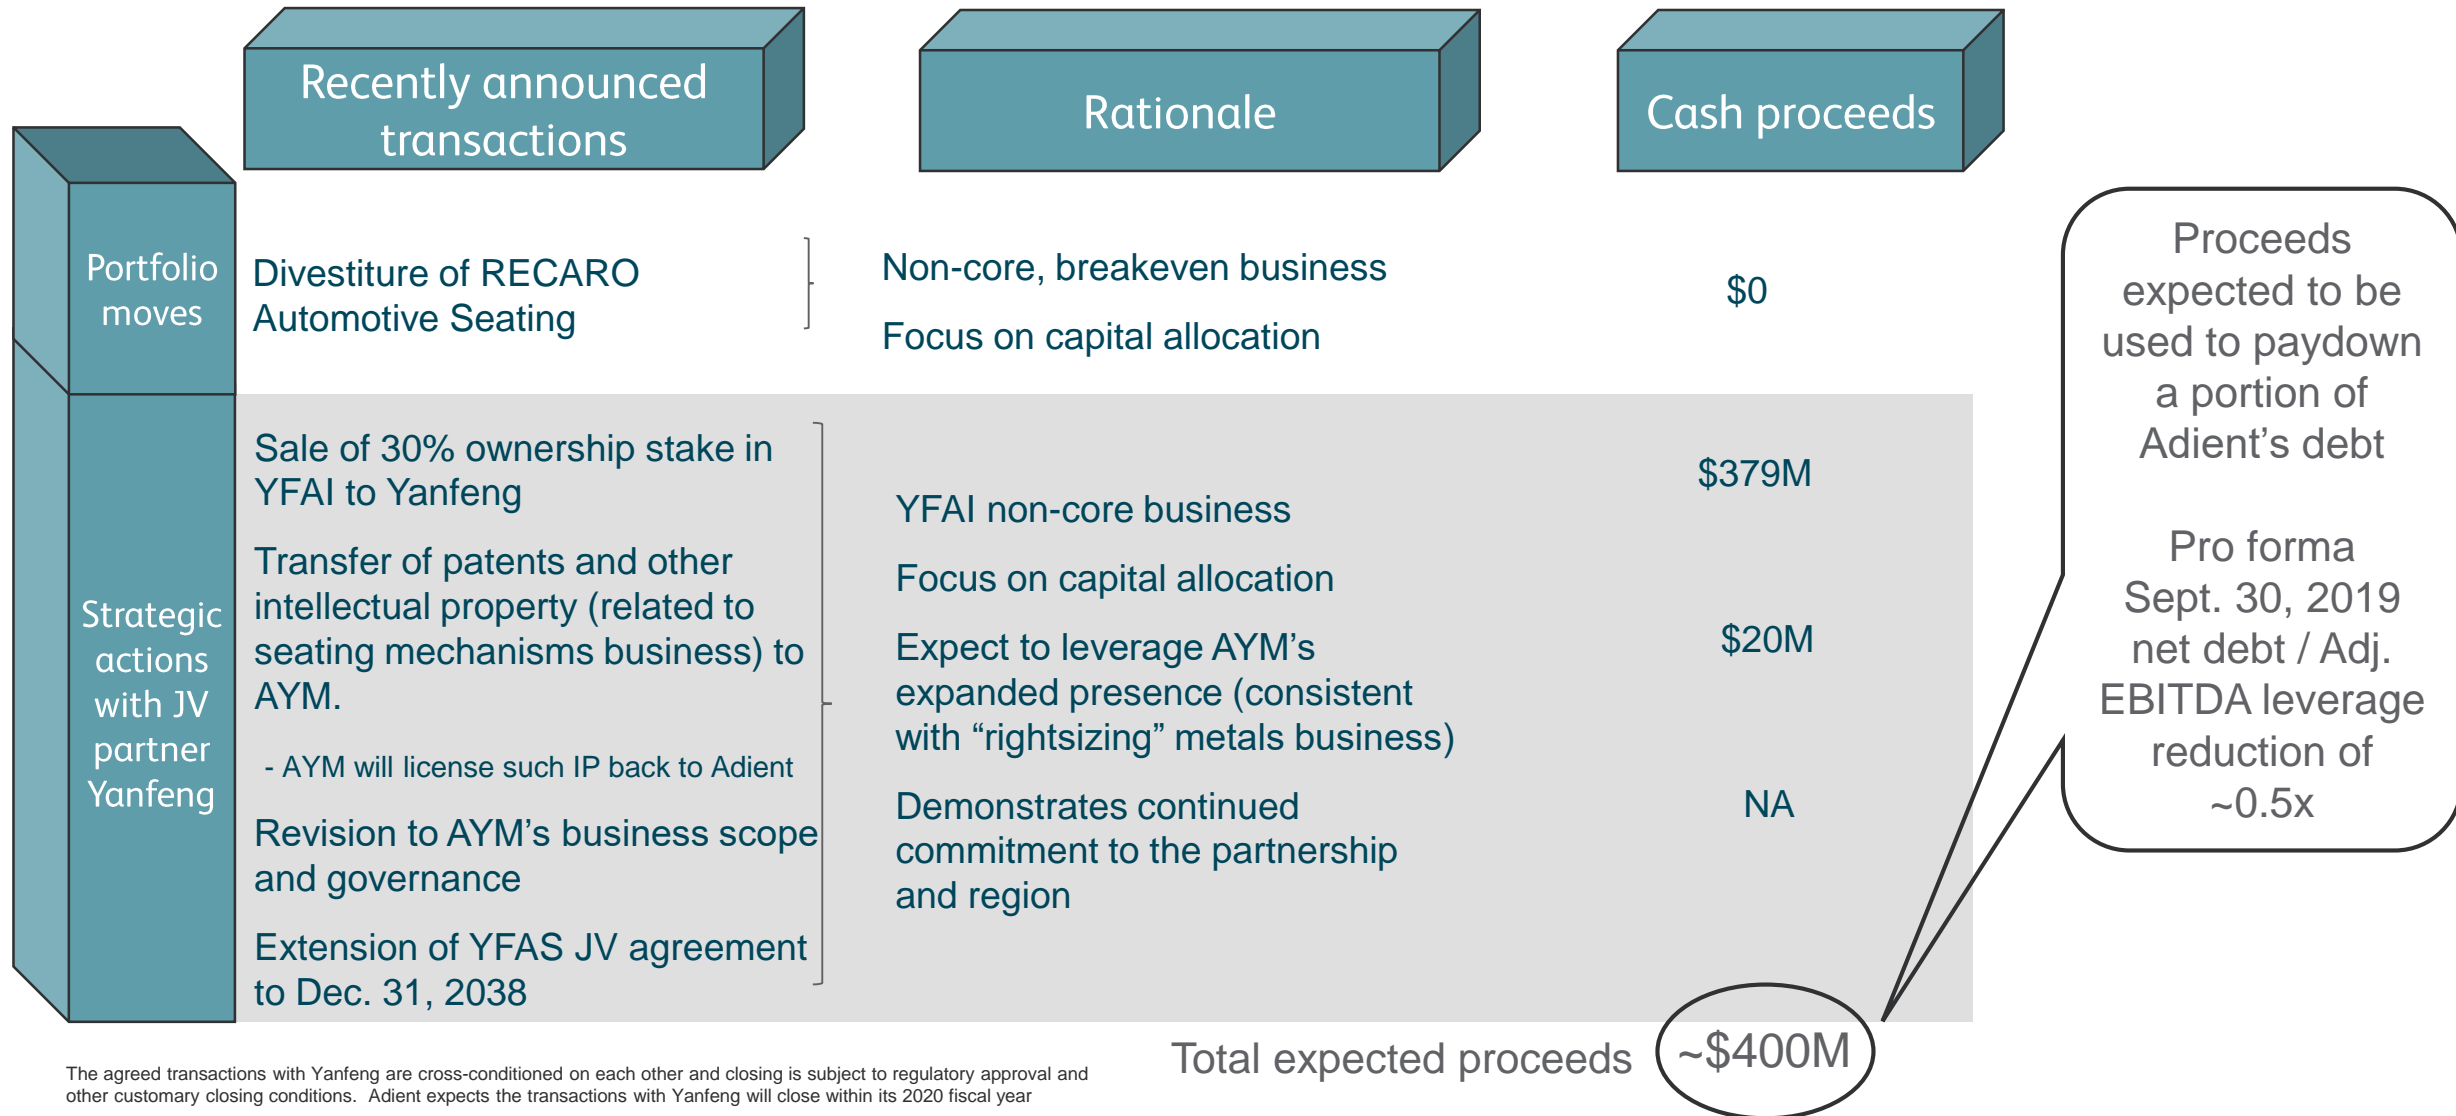 Recently announced
transactions
Rationale
Cash proceeds
Portfolio
moves
Divestiture of RECARO
Automotive Seating
Non-core, breakeven business
Focus on capital allocation
$0
Strategic
actions
with JV
partner
Yanfeng
Sale of 30% ownership stake in
YFAI to Yanfeng
Transfer of patents and other
intellectual property (related to
seating mechanisms business) to
AYM.
- AYM will license such IP back to Adient
Revision to AYM’s business scope
and governance
Extension of YFAS JV agreement
to Dec. 31, 2038
YFAI non-core business
Focus on capital allocation
Expect to leverage AYM’s
expanded presence (consistent
with “rightsizing” metals business)
Demonstrates continued
commitment to the partnership
and region
$379M
$20M
NA
Total expected proceeds
~$400M
Proceeds
expected to be
used to paydown
a portion of
Adient’s debt
Pro forma
Sept. 30, 2019
net debt / Adj.
EBITDA leverage
reduction of
~0.5x
The agreed transactions with Yanfeng are cross-conditioned on each other and closing is subject to regulatory approval and
other customary closing conditions.  Adient expects the transactions with Yanfeng will close within its 2020 fiscal year